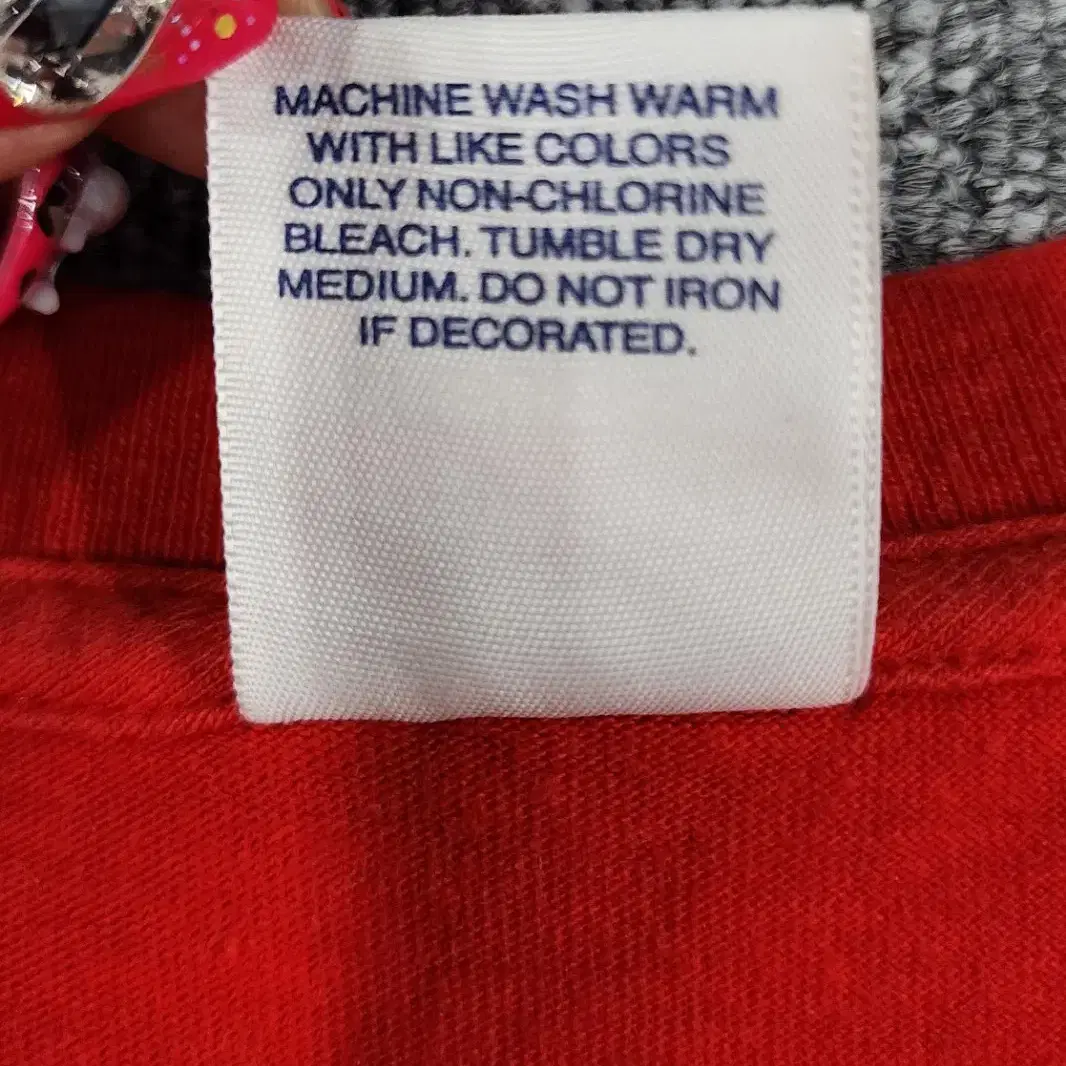 MACHINE WASH WARM
WITH LIKE COLORS
ONLY NON-CHLORINE
BLEACH. TUMBLE DRY
MEDIUM. DO NOT IRON
IF DECORATED.